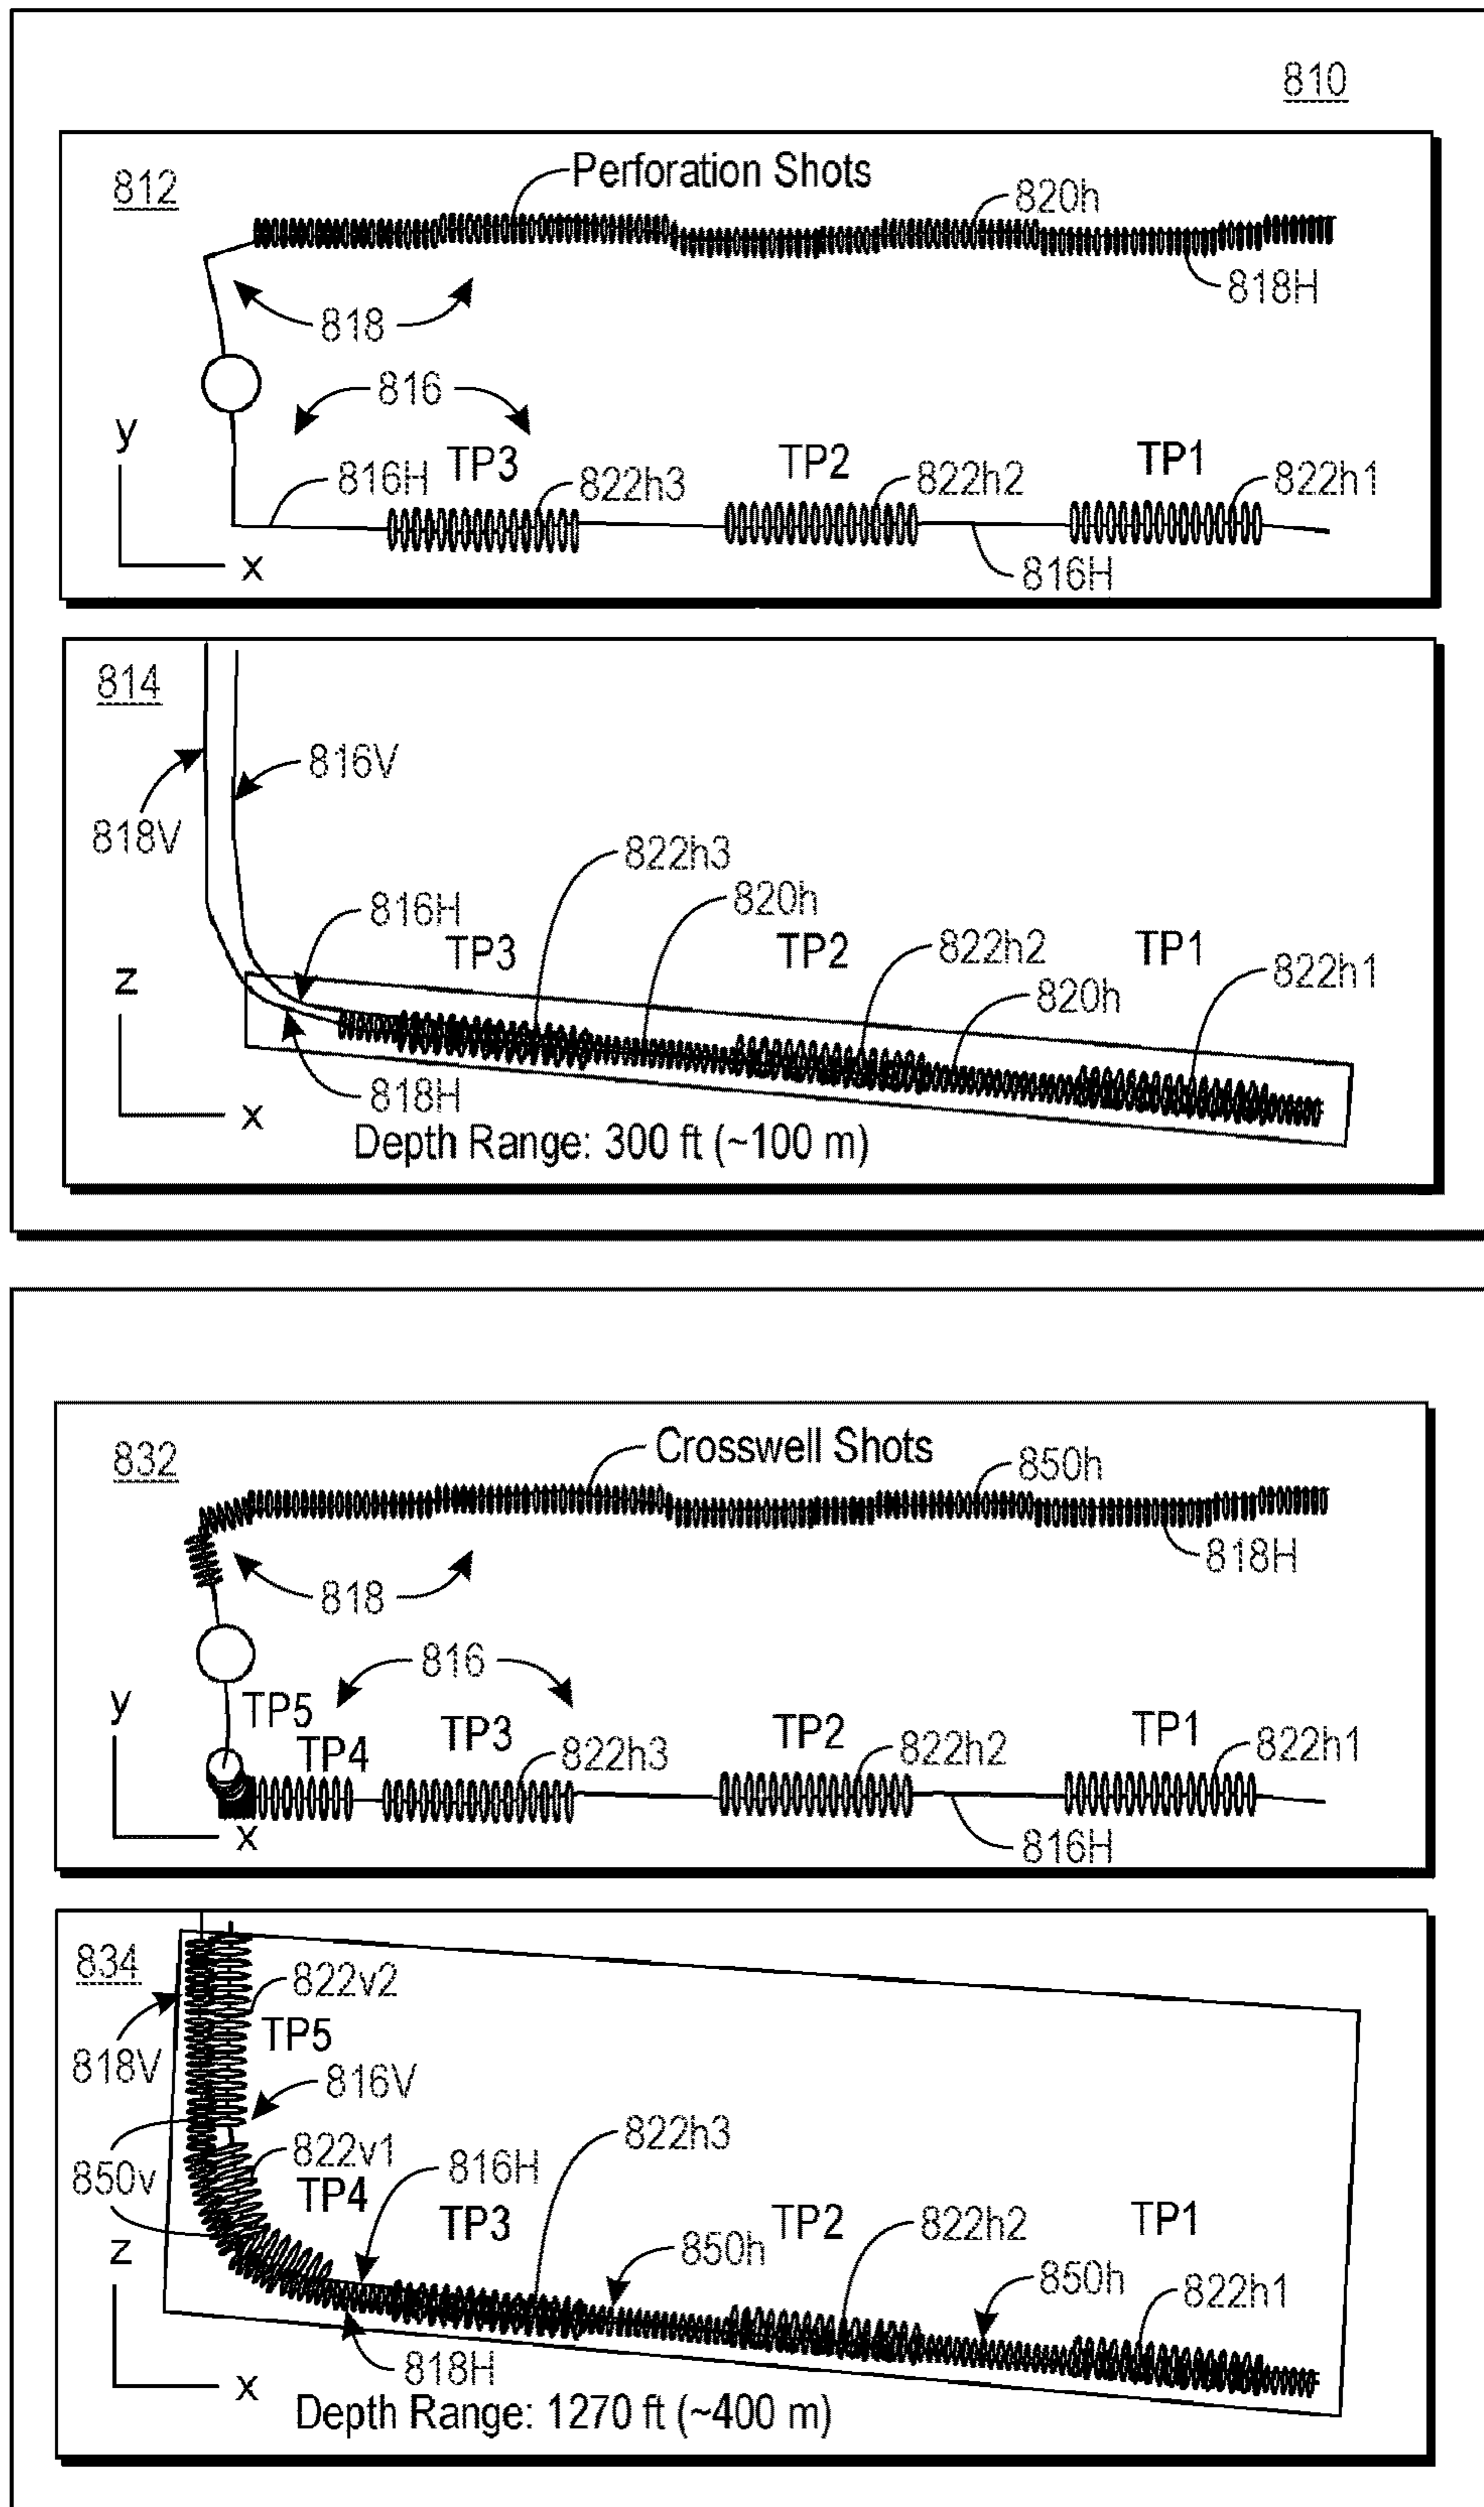 810
812
Perforation Shots
820h
818H
818
816
y
816H
TP3
822h3
TP2
822h2
TP1
822h1
x
816H
814
816V
818V
822h3
820h
816H
TP3
TP2
822h2
TP1
822h1
z
820h
818H
x
Depth Range: 300 ft (~100 m)
832
Crosswell Shots
850h
818H
818
816
y
TP5
TP4
TP3
822h3
TP2
822h2
TP1
822h1
x
816H
834
822v2
TP5
818V
816V
822h3
850v
822v1
TP4
816H
TP3
TP2
822h2
TP1
z
850h
850h
822h1
818H
x
Depth Range: 1270 ft (~400 m)